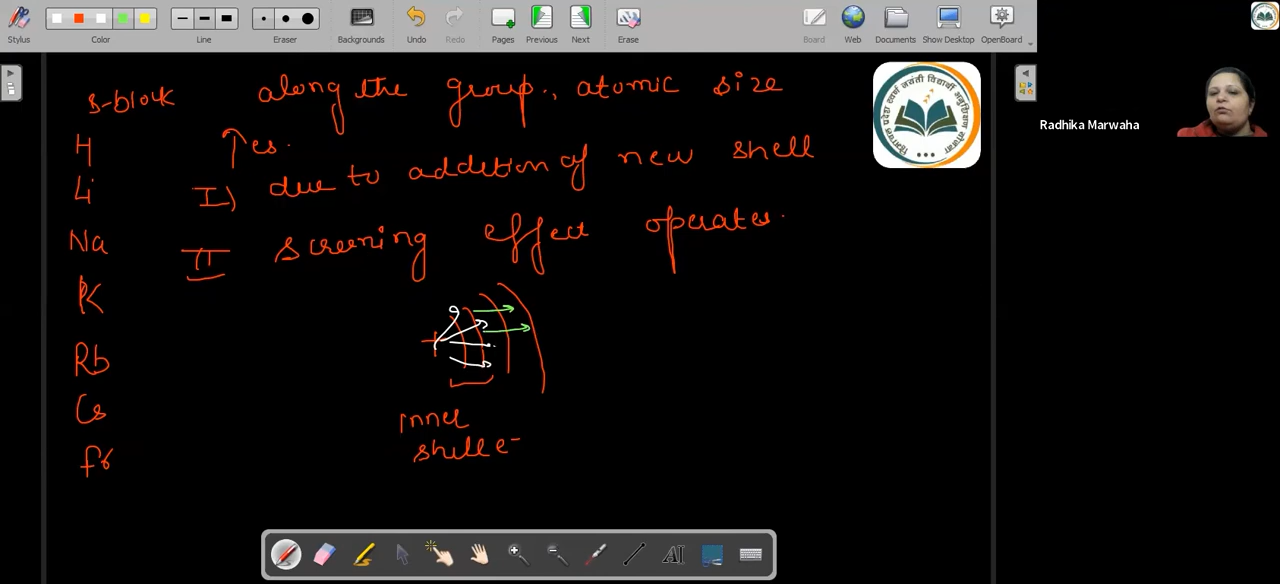 Stylus
Color
Line
Eraser
Backgrounds
Undo
Redo
Pages
Previous
Next
Erase
Board
Web
Documents
Show Desktop
OpenBoard
Radhika Marwaha
s-block along the group., atomic size
H ↑es.
Li I) due to addition of new shell
Na II screening effect operates.
K
Rb
Cs
Fr
+
inner
shell e-